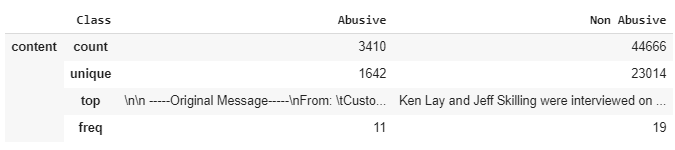 Class Abusive Non Abusive
content count 3410 44666
unique 1642 23014
top \n\n -----Original Message-----\nFrom: \tCusto... Ken Lay and Jeff Skilling were interviewed on ...
freq 11 19